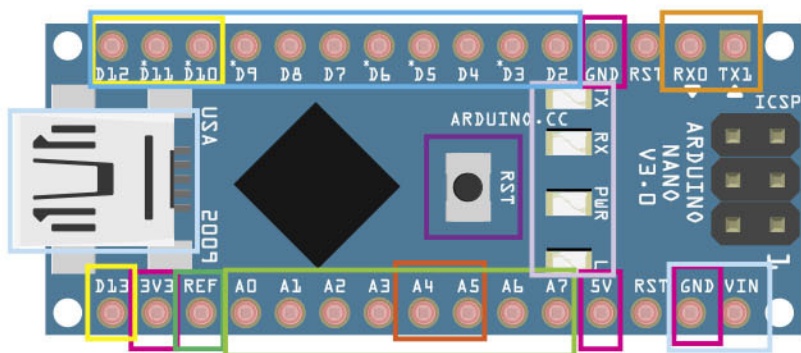 D12 *D11 *D10 *D9 D8 D7 *D6 *D5 D4 *D3 D2 GND RST RX0 TX1
ICSP
TX
RX
PWR
L
ARDUINO.CC
RST
ARDUINO
NANO
V3.0
USA
2009
1
D13 3V3 REF A0 A1 A2 A3 A4 A5 A6 A7 5V RST GND VIN